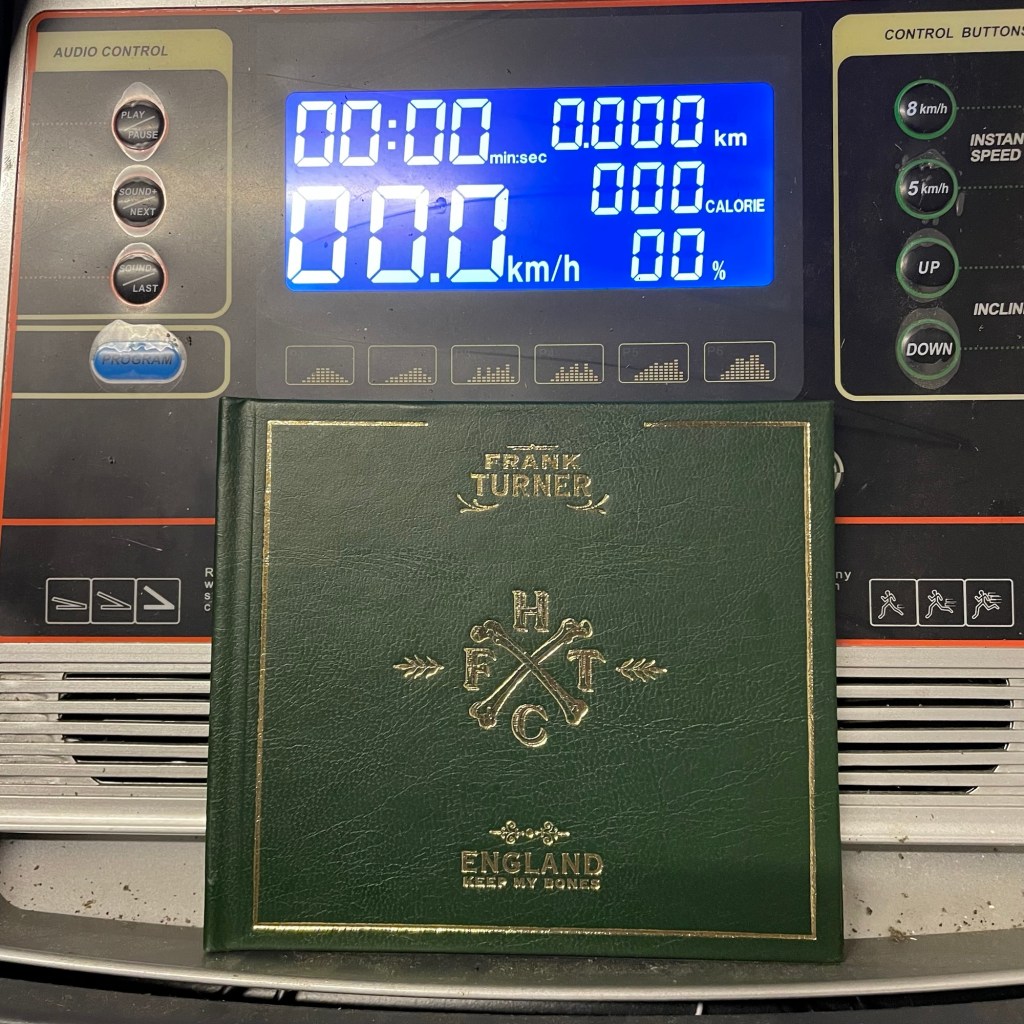 AUDIO CONTROL
PLAY
PAUSE
SOUND+
NEXT
SOUND-
LAST
PROGRAM
00:00 min:sec
0.000 km
000 CALORIE
00.0 km/h
00 %
CONTROL BUTTONS
8 km/h
5 km/h
INSTAN
SPEED
UP
DOWN
INCLIN
P5
P6
FRANK
TURNER
H
F T
C
ENGLAND
KEEP MY BONES